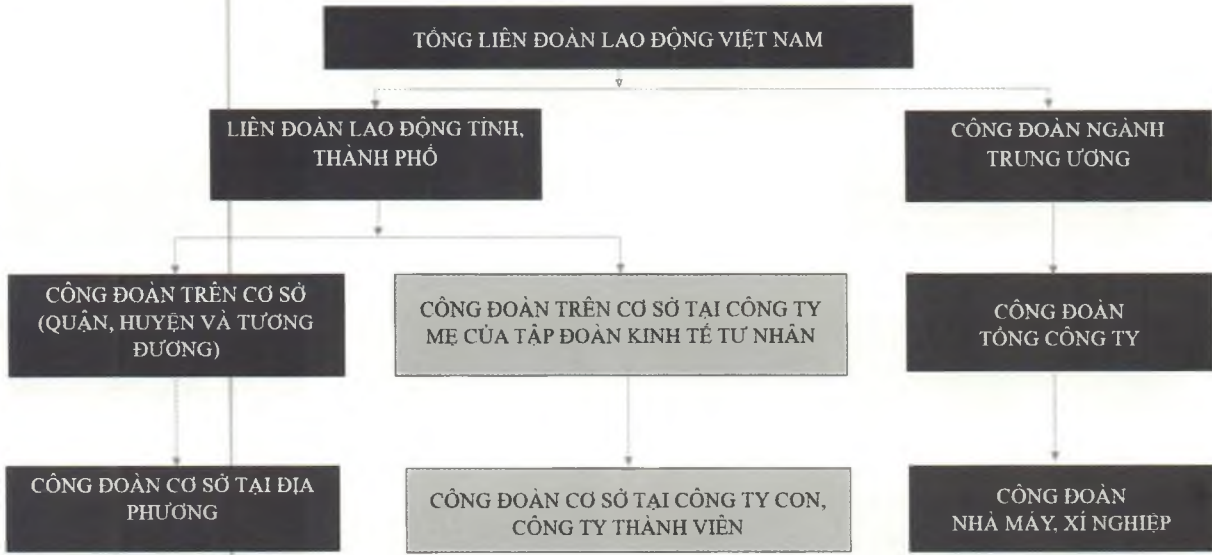 TỔNG LIÊN ĐOÀN LAO ĐỘNG VIỆT NAM
LIÊN ĐOÀN LAO ĐỘNG TỈNH,
THÀNH PHỐ
CÔNG ĐOÀN NGÀNH
TRUNG ƯƠNG
CÔNG ĐOÀN TRÊN CƠ SỞ
(QUẬN, HUYỆN VÀ TƯƠNG
ĐƯƠNG)
CÔNG ĐOÀN TRÊN CƠ SỞ TẠI CÔNG TY
MẸ CỦA TẬP ĐOÀN KINH TẾ TƯ NHÂN
CÔNG ĐOÀN
TỔNG CÔNG TY
CÔNG ĐOÀN CƠ SỞ TẠI ĐỊA
PHƯƠNG
CÔNG ĐOÀN CƠ SỞ TẠI CÔNG TY CON,
CÔNG TY THÀNH VIÊN
CÔNG ĐOÀN
NHÀ MÁY, XÍ NGHIỆP